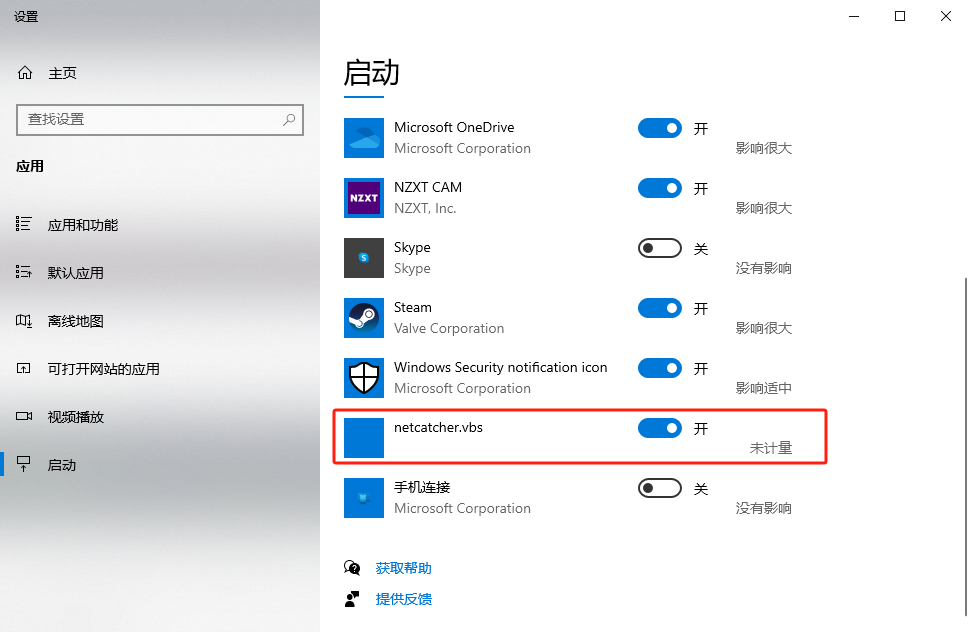 设置
主页
查找设置
应用
应用和功能
默认应用
离线地图
可打开网站的应用
视频播放
启动
启动
Microsoft OneDrive
开
Microsoft Corporation
影响很大
NZXT
NZXT CAM
开
NZXT, Inc.
影响很大
Skype
关
Skype
没有影响
Steam
开
Valve Corporation
影响很大
Windows Security notification icon
开
Microsoft Corporation
影响适中
netcatcher.vbs
开
未计量
手机连接
关
Microsoft Corporation
没有影响
获取帮助
提供反馈